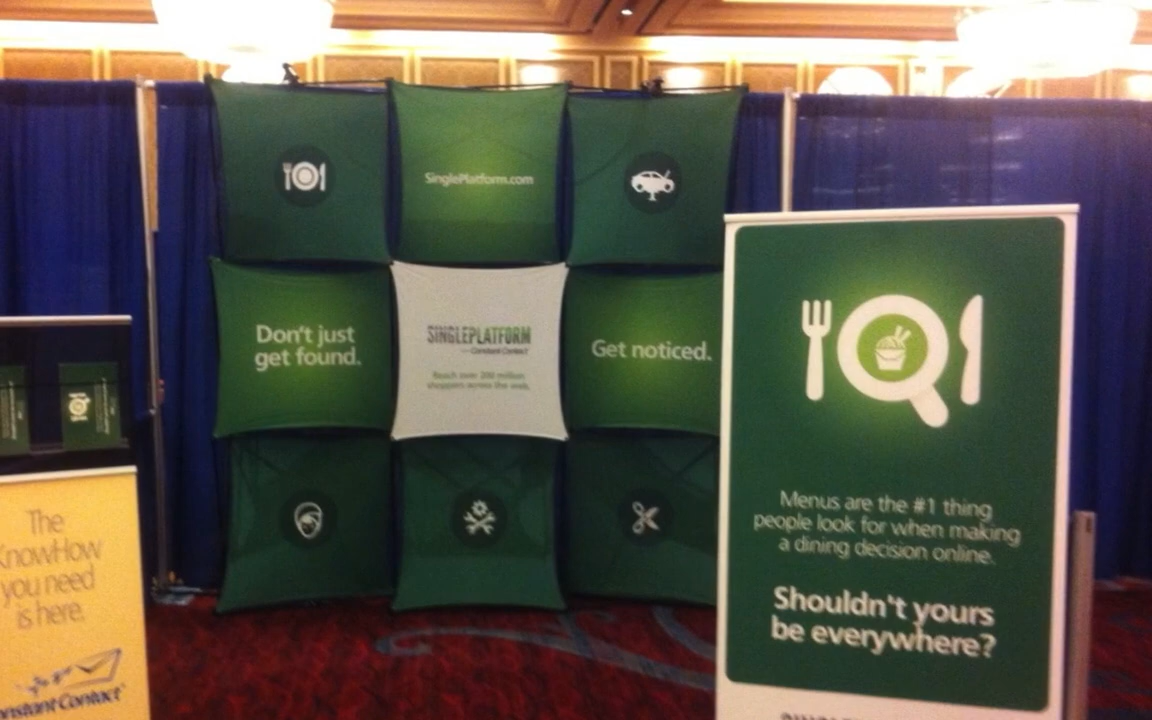 SinglePlatform.com
Don't just
get found.
SINGLEPLATFORM
Constant Contact
Reach over 200 million
shoppers across the web.
Get noticed.
Menus are the #1 thing
people look for when making
a dining decision online.
Shouldn't yours
be everywhere?
The
KnowHow
you need
is here.
Constant Contact